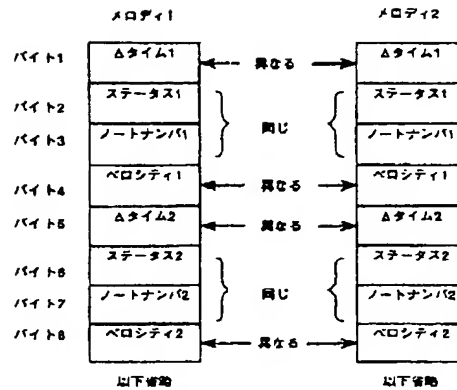 メロディ1 メロディ2
バイト1 Δタイム1 異なる Δタイム1
バイト2 ステータス1 ステータス1
同じ
バイト3 ノートナンバ1 ノートナンバ1
バイト4 ベロシティ1 異なる ベロシティ1
バイト5 Δタイム2 異なる Δタイム2
バイト6 ステータス2 ステータス2
同じ
バイト7 ノートナンバ2 ノートナンバ2
バイト8 ベロシティ2 異なる ベロシティ2
以下省略 以下省略